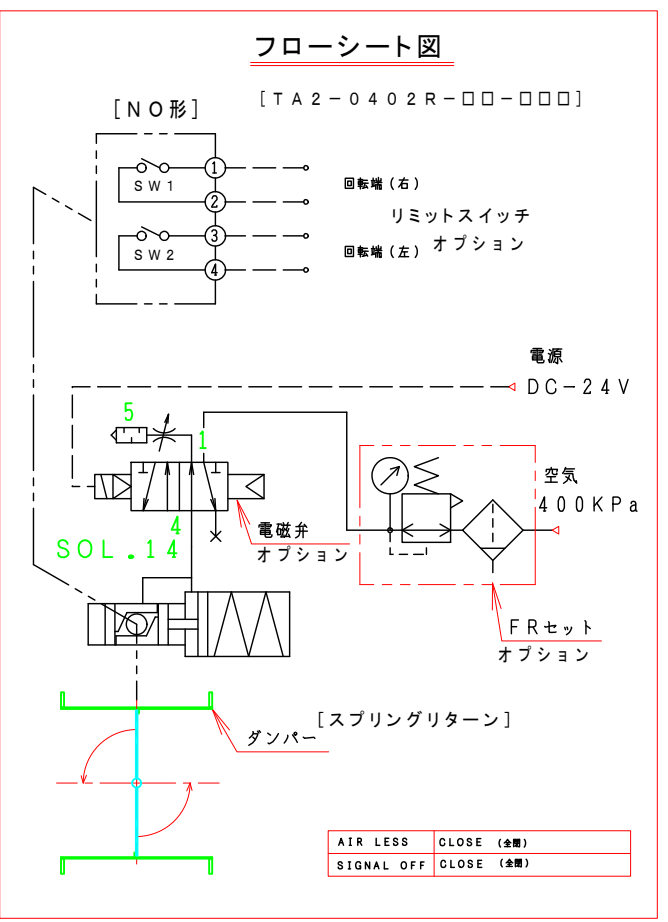 フローシート図
[NO形]
[TA2-0402R-□□-□□□]
1
SW1
2
3
SW2
4
回転端(右)
リミットスイッチ
オプション
回転端(左)
電源
DC-24V
5
1
空気
400KPa
4
SOL.14
電磁弁
オプション
FRセット
オプション
[スプリングリターン]
ダンパー
AIR LESS CLOSE (全閉)
SIGNAL OFF CLOSE (全閉)